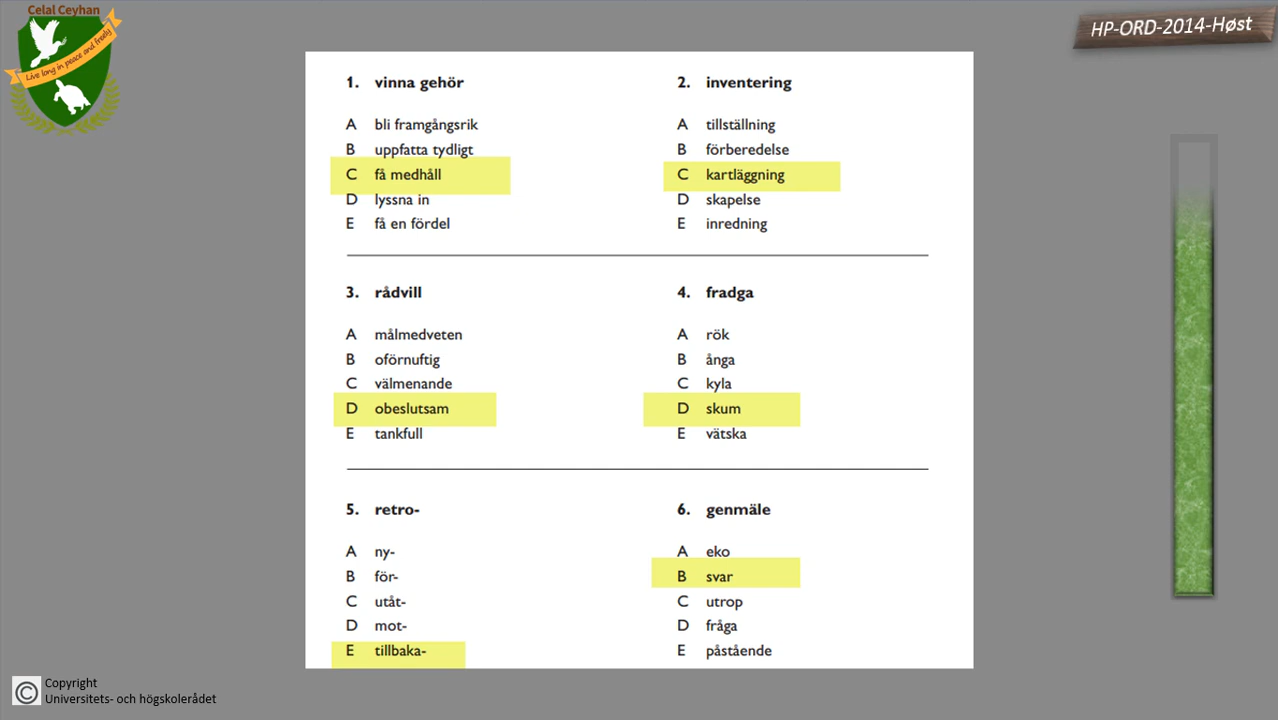 Celal Ceyhan
Live long in peace and freely
HP-ORD-2014-Høst
1. vinna gehör
A bli framgångsrik
B uppfatta tydligt
C få medhåll
D lyssna in
E få en fördel
2. inventering
A tillställning
B förberedelse
C kartläggning
D skapelse
E inredning
3. rådvill
A målmedveten
B oförnuftig
C välmenande
D obeslutsam
E tankfull
4. fradga
A rök
B ånga
C kyla
D skum
E vätska
5. retro-
A ny-
B för-
C utåt-
D mot-
E tillbaka-
6. genmäle
A eko
B svar
C utrop
D fråga
E påstående
© Copyright
Universitets- och högskolerådet